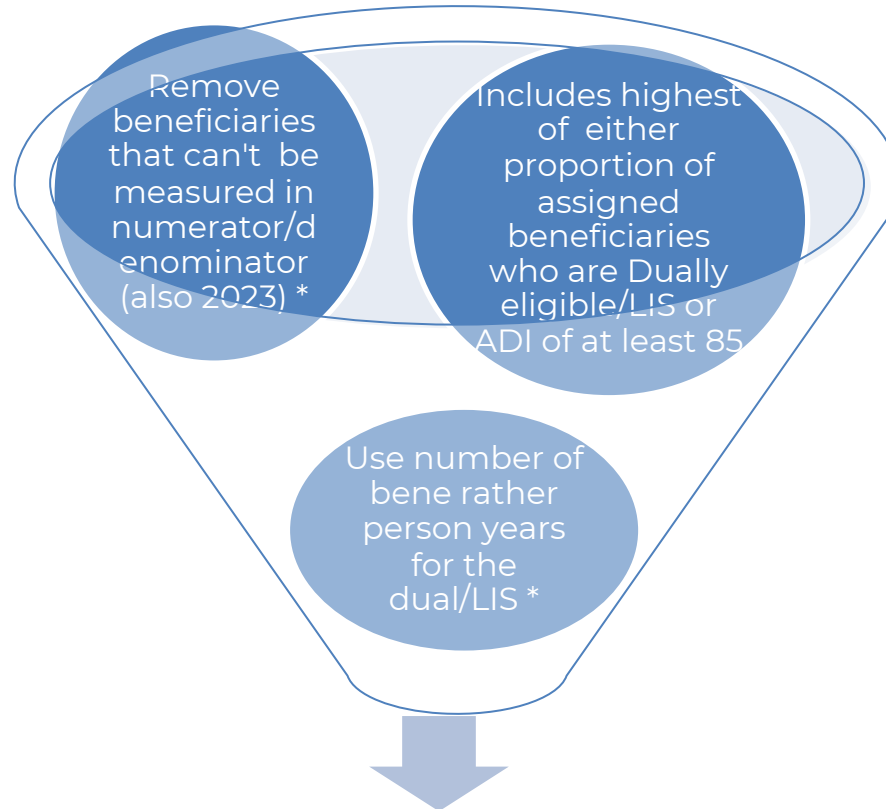 Remove
beneficiaries
that can't be
measured in
numerator/d
enominator
(also 2023) *
Includes highest
of either
proportion of
assigned
beneficiaries
who are Dually
eligible/LIS or
ADI of at least 85
Use number of
bene rather
person years
for the
dual/LIS *